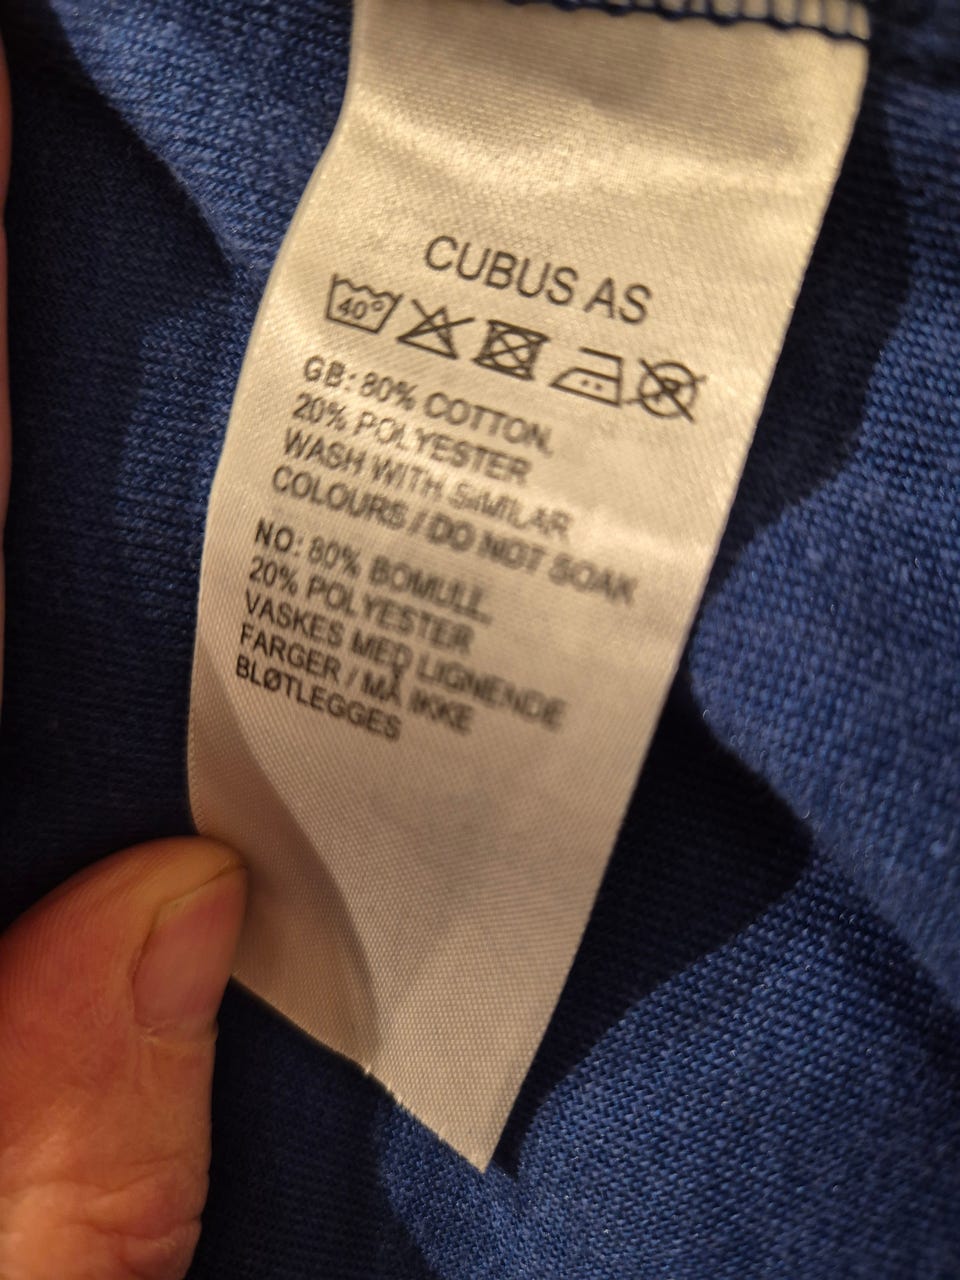 CUBUS AS
40°
P
GB: 80% COTTON,
20% POLYESTER
WASH WITH SIMILAR
COLOURS / DO NOT SOAK
NO: 80% BOMULL,
20% POLYESTER
VASKES MED LIGNENDE
FARGER / MÅ IKKE
BLØTLEGGES